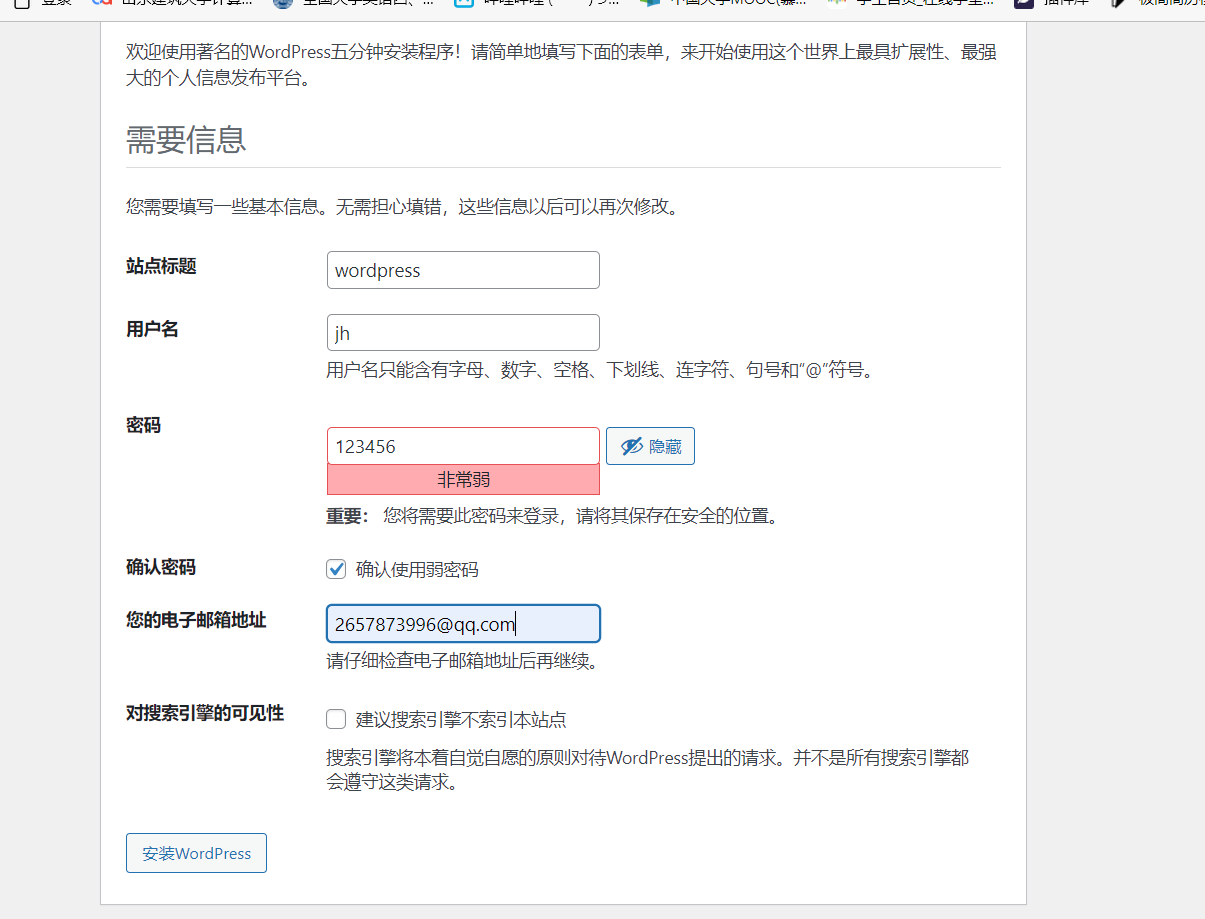 欢迎使用著名的WordPress五分钟安装程序！请简单地填写下面的表单，来开始使用这个世界上最具扩展性、最强
大的个人信息发布平台。
需要信息
您需要填写一些基本信息。无需担心填错，这些信息以后可以再次修改。
站点标题
wordpress
用户名
jh
用户名只能含有字母、数字、空格、下划线、连字符、句号和“@”符号。
密码
123456
隐藏
非常弱
重要： 您将需要此密码来登录，请将其保存在安全的位置。
确认密码
确认使用弱密码
您的电子邮箱地址
2657873996@qq.com
请仔细检查电子邮箱地址后再继续。
对搜索引擎的可见性
建议搜索引擎不索引本站点
搜索引擎将本着自觉自愿的原则对待WordPress提出的请求。并不是所有搜索引擎都
会遵守这类请求。
安装WordPress